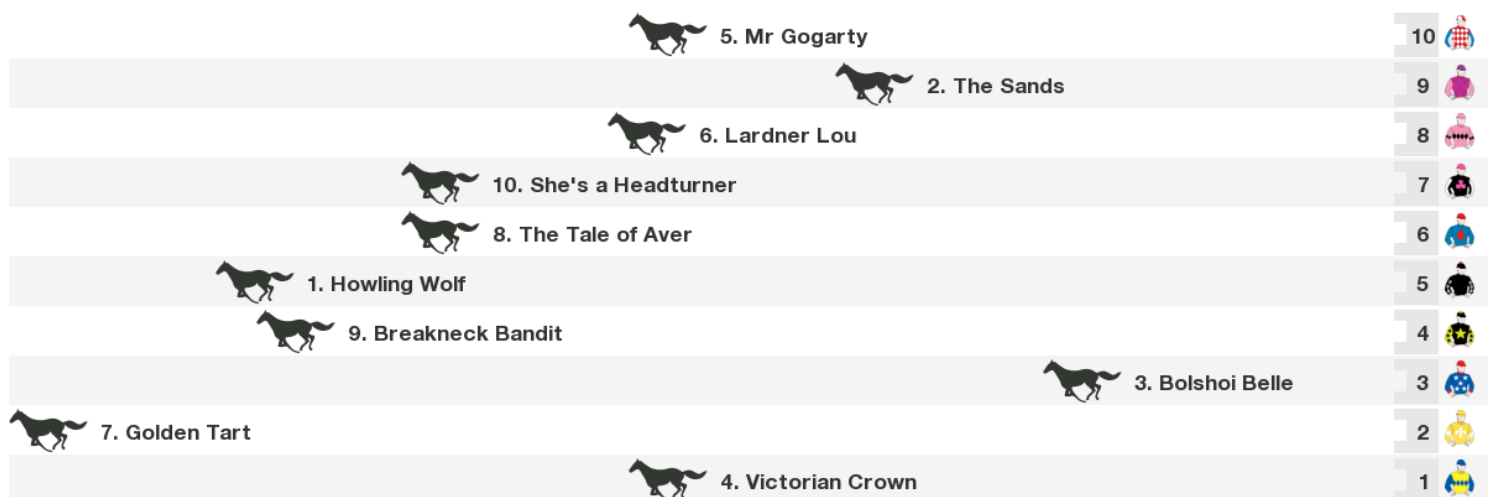 5. Mr Gogarty 10
2. The Sands 9
6. Lardner Lou 8
10. She's a Headturner 7
8. The Tale of Aver 6
1. Howling Wolf 5
9. Breakneck Bandit 4
3. Bolshoi Belle 3
7. Golden Tart 2
4. Victorian Crown 1